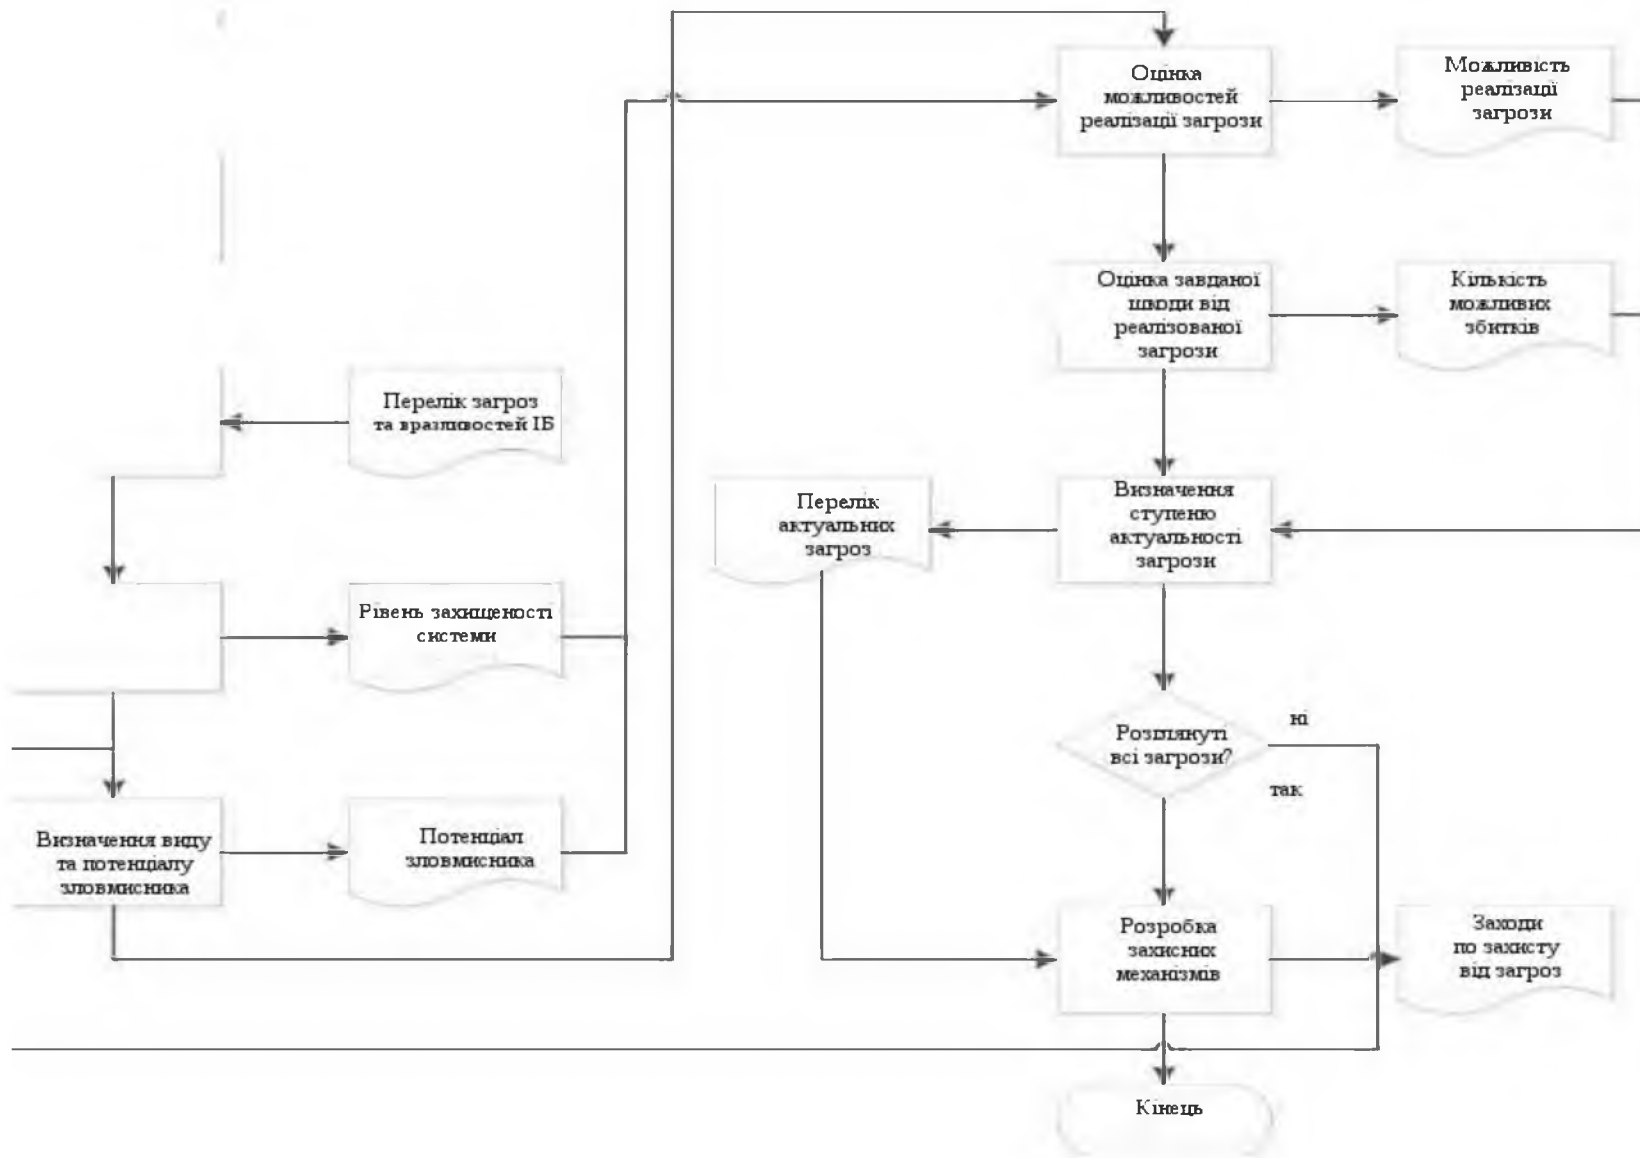 Оцінка
можливостей
реалізації загрози
Можливість
реалізації
загрози
Оцінка завданої
шкоди від
реалізованої
загрози
Кількість
можливих
збитків
Перелік загроз
та вразливостей ІБ
Перелік
актуальних
загроз
Визначення
ступеню
актуальності
загрози
Рівень захищеності
системи
Розглянуті
всі загрози?
ні
так
Визначення виду
та потенціалу
зловмисника
Потенціал
зловмисника
Розробка
захисних
механізмів
Заходи
по захисту
від загроз
Кінець